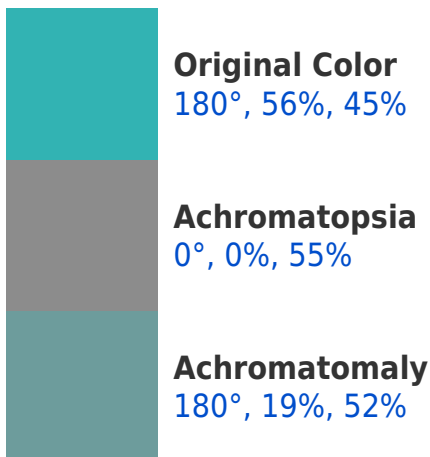 Original Color
180°, 56%, 45%
Achromatopsia
0°, 0%, 55%
Achromatomaly
180°, 19%, 52%